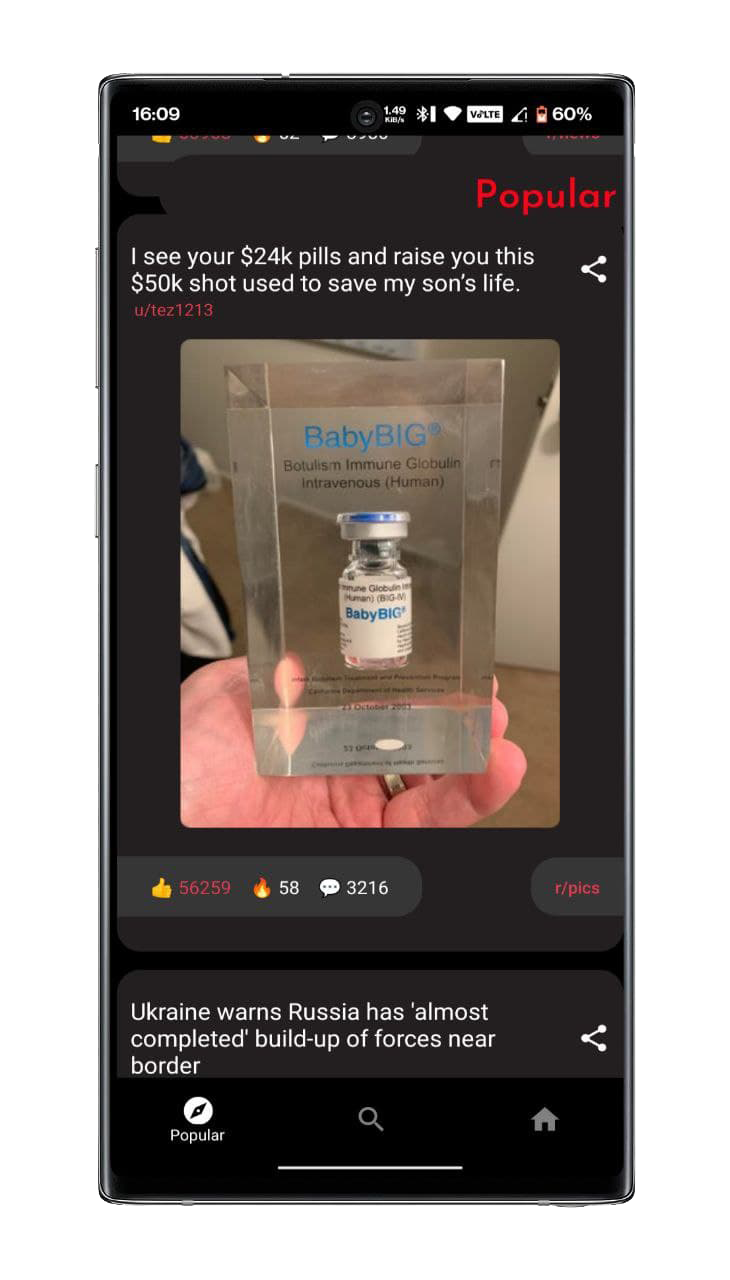 16:09
1.49
KiB/s
VoLTE
60%
Popular
I see your $24k pills and raise you this
$50k shot used to save my son’s life.
u/tez1213
BabyBIG®
Botulism Immune Globulin
Intravenous (Human)
Immune Globulin
(Human) (BIG-IV)
BabyBIG®
Infant Botulism Treatment and Prevention Program
California Department of Health Services
23 October 2003
👍 56259 🔥 58 💬 3216
r/pics
Ukraine warns Russia has 'almost
completed' build-up of forces near
border
Popular